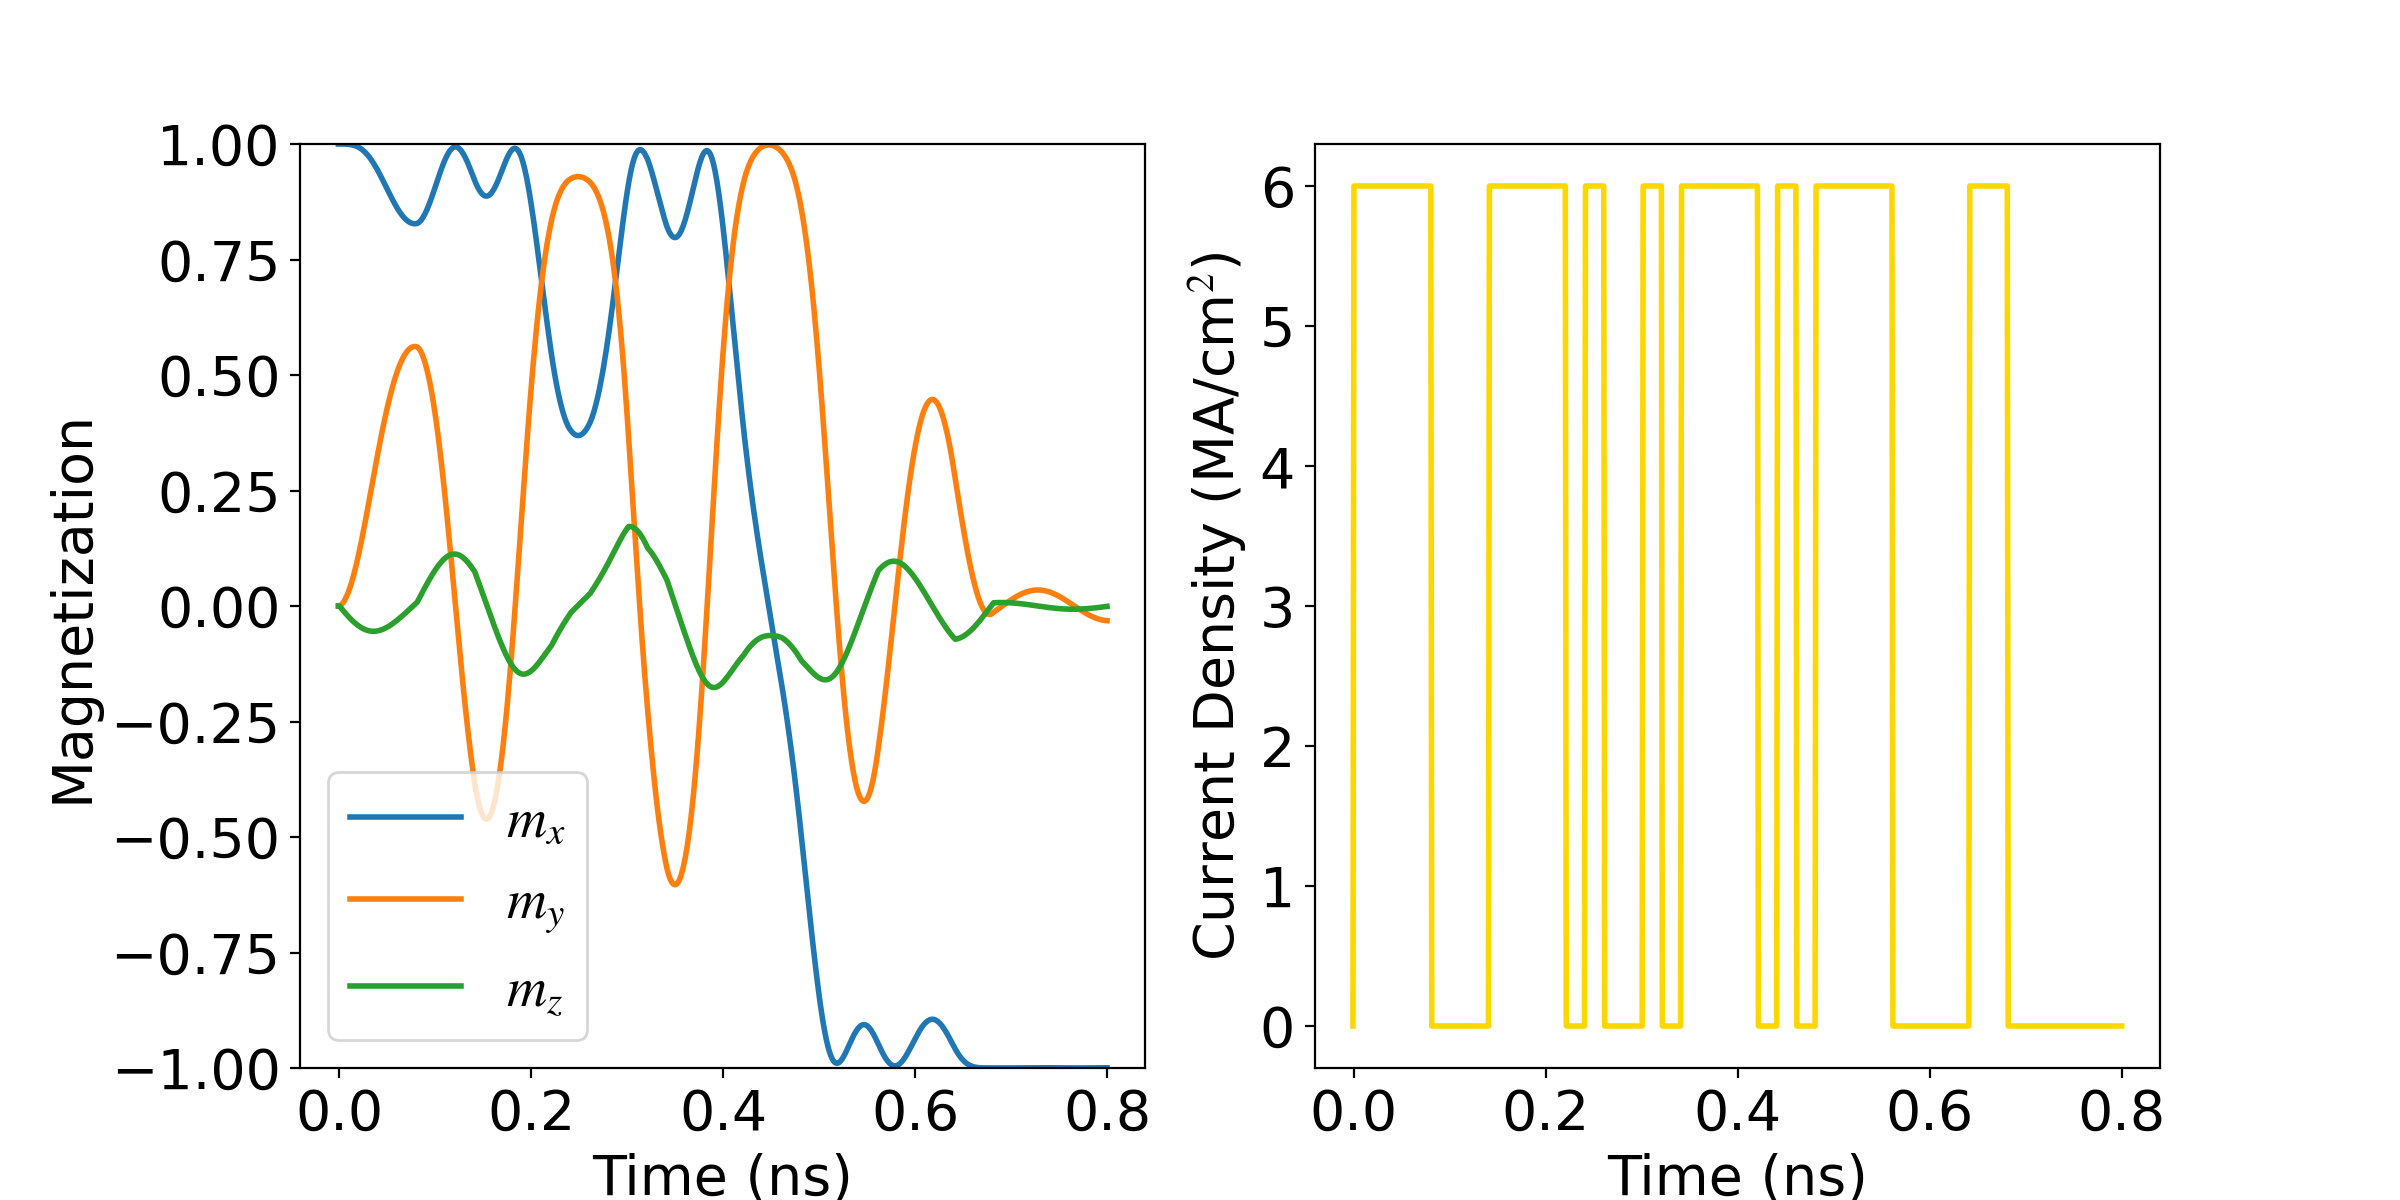 Magnetization
1.00
0.75
0.50
0.25
0.00
−0.25
−0.50
−0.75
−1.00
m_x
m_y
m_z
0.0 0.2 0.4 0.6 0.8
Time (ns)
Current Density (MA/cm²)
6
5
4
3
2
1
0
0.0 0.2 0.4 0.6 0.8
Time (ns)